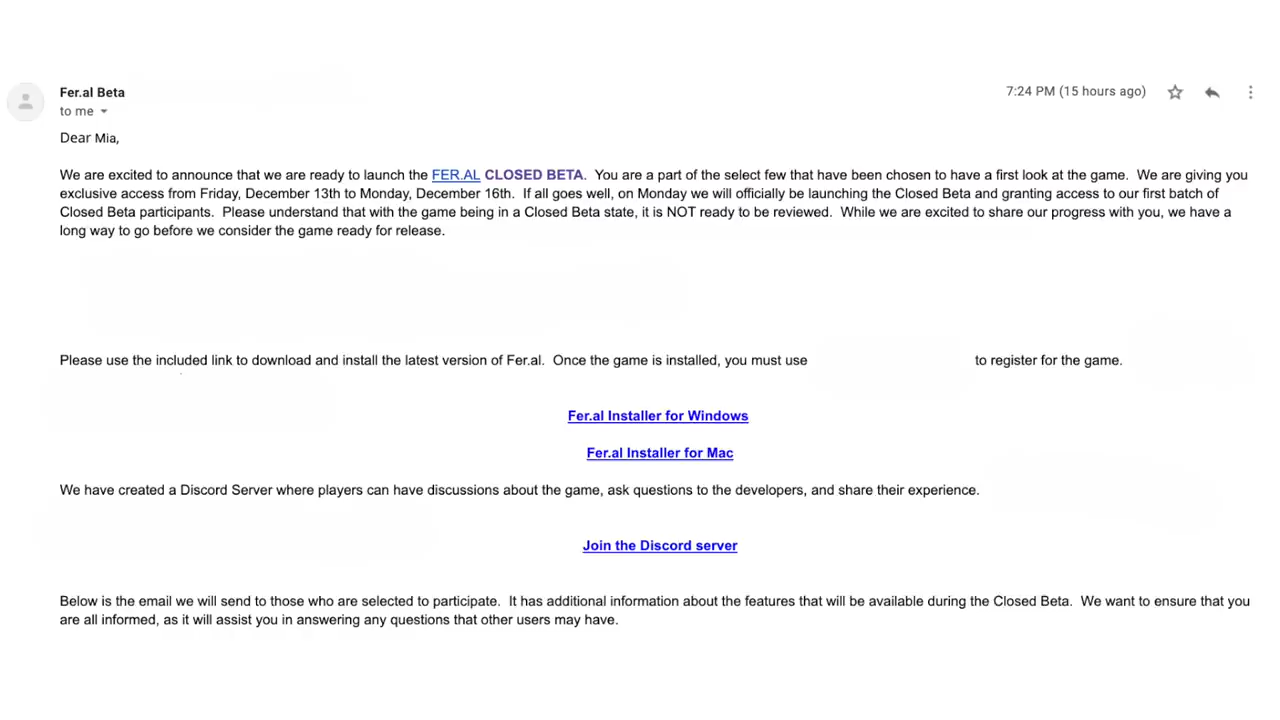 Fer.al Beta
7:24 PM (15 hours ago)
to me
Dear Mia,
We are excited to announce that we are ready to launch the FER.AL CLOSED BETA.  You are a part of the select few that have been chosen to have a first look at the game.  We are giving you
exclusive access from Friday, December 13th to Monday, December 16th.  If all goes well, on Monday we will officially be launching the Closed Beta and granting access to our first batch of
Closed Beta participants.  Please understand that with the game being in a Closed Beta state, it is NOT ready to be reviewed.  While we are excited to share our progress with you, we have a
long way to go before we consider the game ready for release.
Please use the included link to download and install the latest version of Fer.al.  Once the game is installed, you must use to register for the game.
Fer.al Installer for Windows
Fer.al Installer for Mac
We have created a Discord Server where players can have discussions about the game, ask questions to the developers, and share their experience.
Join the Discord server
Below is the email we will send to those who are selected to participate.  It has additional information about the features that will be available during the Closed Beta.  We want to ensure that you
are all informed, as it will assist you in answering any questions that other users may have.